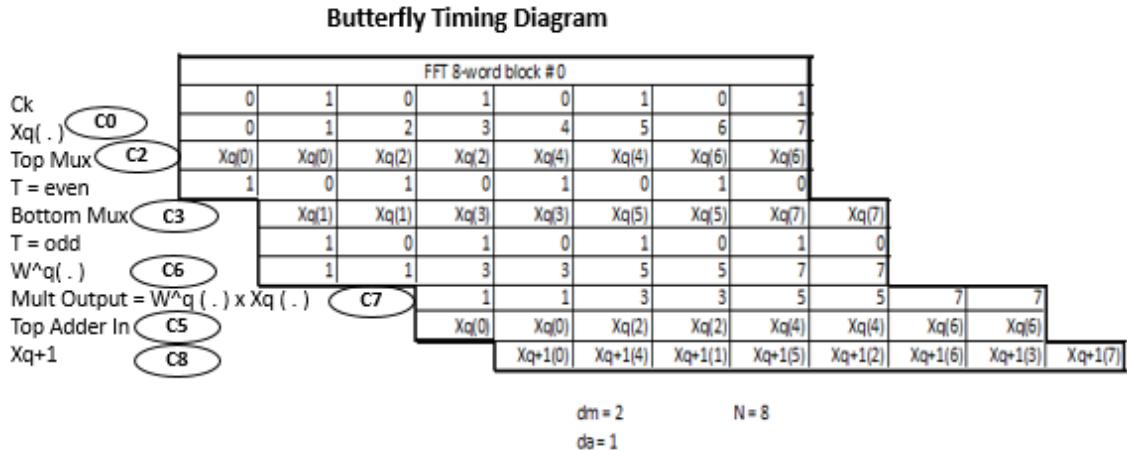 Butterfly Timing Diagram
FFT 8-word block # 0
Ck 0 1 0 1 0 1 0 1
Xq( . ) C0 0 1 2 3 4 5 6 7
Top Mux C2 Xq(0) Xq(0) Xq(2) Xq(2) Xq(4) Xq(4) Xq(6) Xq(6)
T = even 1 0 1 0 1 0 1 0
Bottom Mux C3 Xq(1) Xq(1) Xq(3) Xq(3) Xq(5) Xq(5) Xq(7) Xq(7)
T = odd 1 0 1 0 1 0 1 0
W^q( . ) C6 1 1 3 3 5 5 7 7
Mult Output = W^q ( . ) x Xq ( . ) C7 1 1 3 3 5 5 7 7
Top Adder In C5 Xq(0) Xq(0) Xq(2) Xq(2) Xq(4) Xq(4) Xq(6) Xq(6)
Xq+1 C8 Xq+1(0) Xq+1(4) Xq+1(1) Xq+1(5) Xq+1(2) Xq+1(6) Xq+1(3) Xq+1(7)
dm = 2 N = 8
da = 1